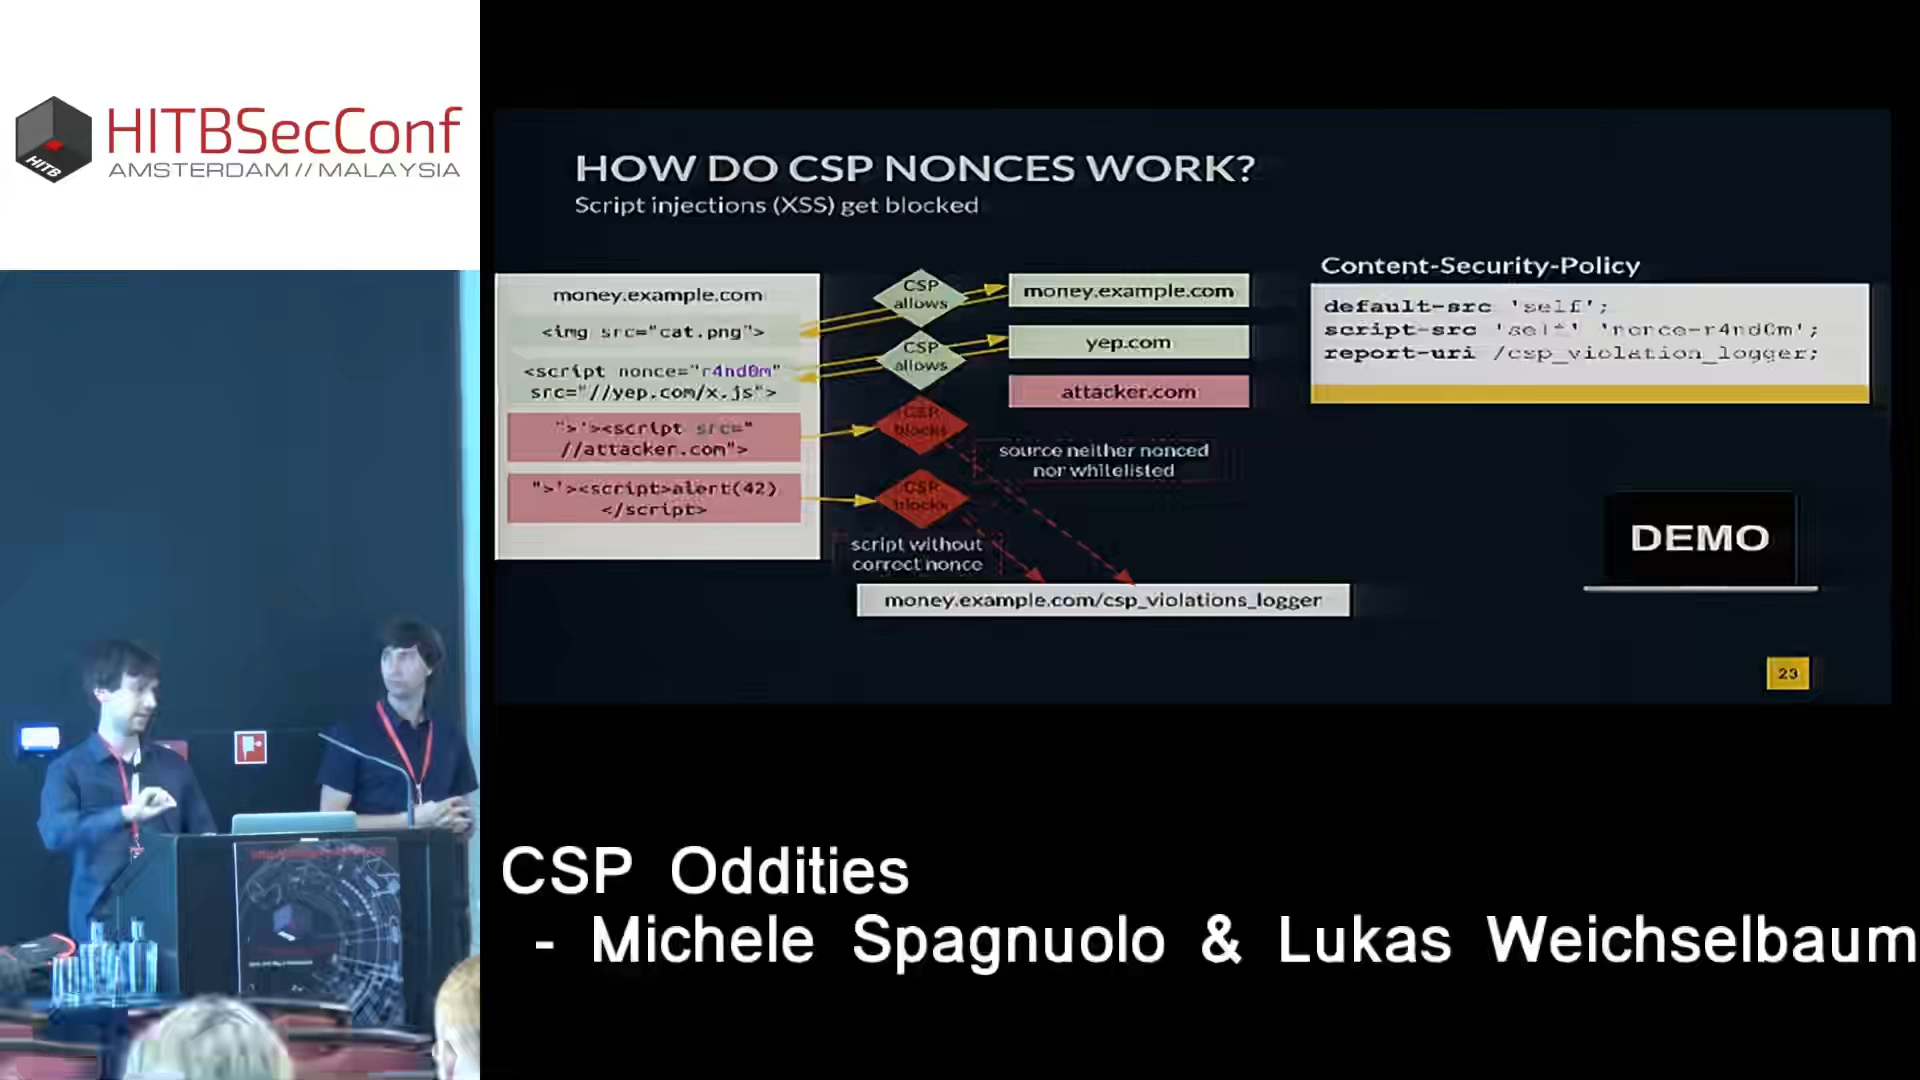 HITBSecConf
AMSTERDAM // MALAYSIA
HITB
HOW DO CSP NONCES WORK?
Script injections (XSS) get blocked
money.example.com
<img src="cat.png">
<script nonce="r4nd0m"
src="//yep.com/x.js">
">'><script src="
//attacker.com">
">'><script>alert(42)
</script>
CSP
allows
CSP
allows
CSP
blocks
CSP
blocks
money.example.com
yep.com
attacker.com
source neither nonced
nor whitelisted
script without
correct nonce
money.example.com/csp_violations_logger
Content-Security-Policy
default-src 'self';
script-src 'self' 'nonce-r4nd0m';
report-uri /csp_violation_logger;
DEMO
23
CSP Oddities
- Michele Spagnuolo & Lukas Weichselbaum